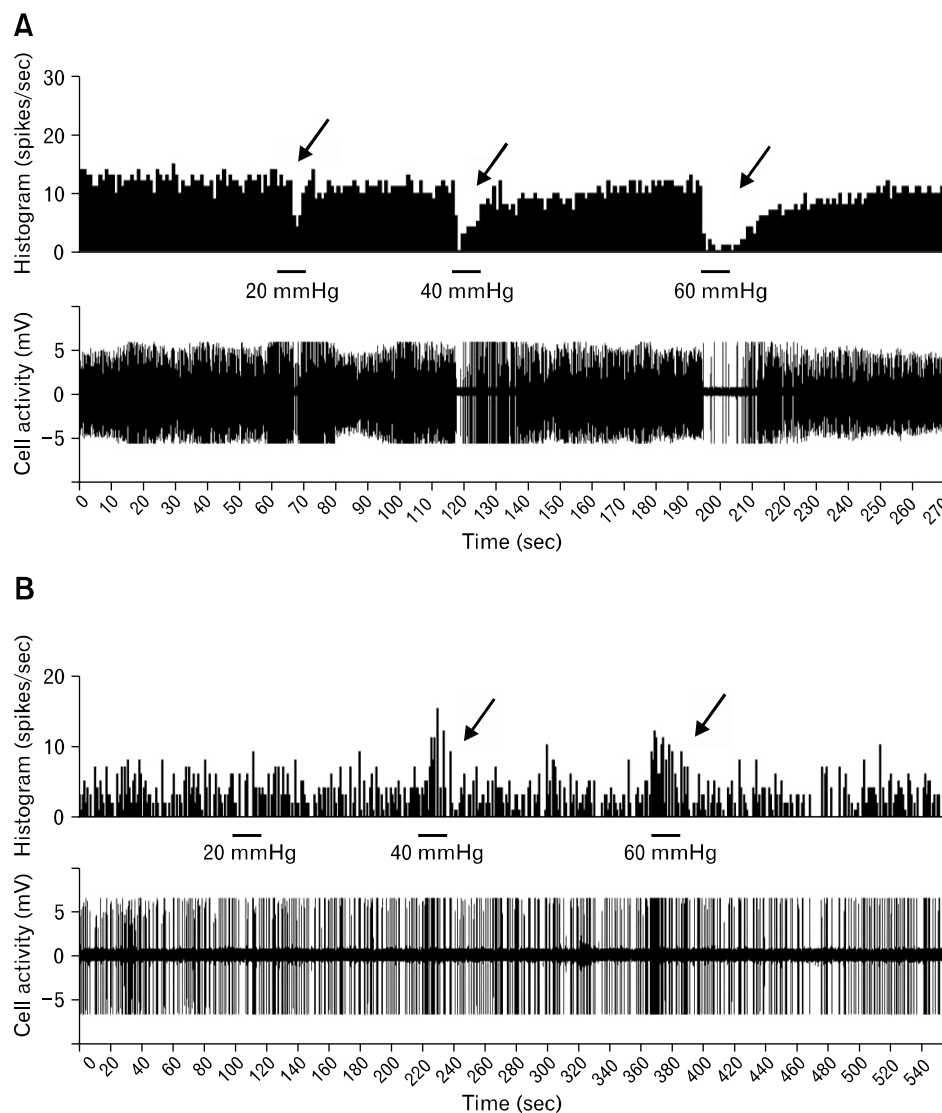 A
Histogram (spikes/sec)
30
20
10
0
20 mmHg
40 mmHg
60 mmHg
Cell activity (mV)
5
0
−5
0 10 20 30 40 50 60 70 80 90 100 110 120 130 140 150 160 170 180 190 200 210 220 230 240 250 260 270
Time (sec)
B
Histogram (spikes/sec)
20
10
0
20 mmHg
40 mmHg
60 mmHg
Cell activity (mV)
5
0
−5
0 20 40 60 80 100 120 140 160 180 200 220 240 260 280 300 320 340 360 380 400 420 440 460 480 500 520 540
Time (sec)